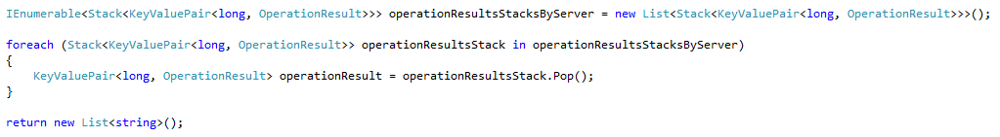 IEnumerable<Stack<KeyValuePair<long, OperationResult>>> operationResultsStacksByServer = new List<Stack<KeyValuePair<long, OperationResult>>>();
foreach (Stack<KeyValuePair<long, OperationResult>> operationResultsStack in operationResultsStacksByServer)
{
KeyValuePair<long, OperationResult> operationResult = operationResultsStack.Pop();
}
return new List<string>();